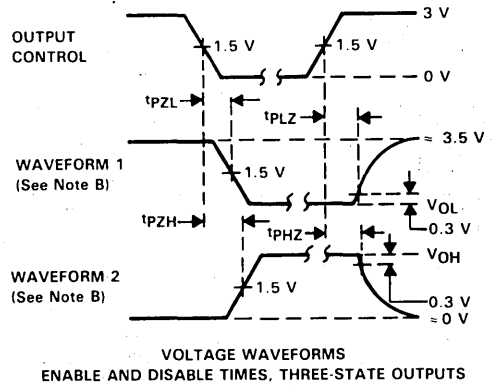 OUTPUT
CONTROL
1.5 V
1.5 V
3 V
0 V
tPZL
tPLZ
WAVEFORM 1
(See Note B)
1.5 V
≈ 3.5 V
VOL
0.3 V
tPZH
tPHZ
WAVEFORM 2
(See Note B)
1.5 V
VOH
0.3 V
≈ 0 V
VOLTAGE WAVEFORMS
ENABLE AND DISABLE TIMES, THREE-STATE OUTPUTS